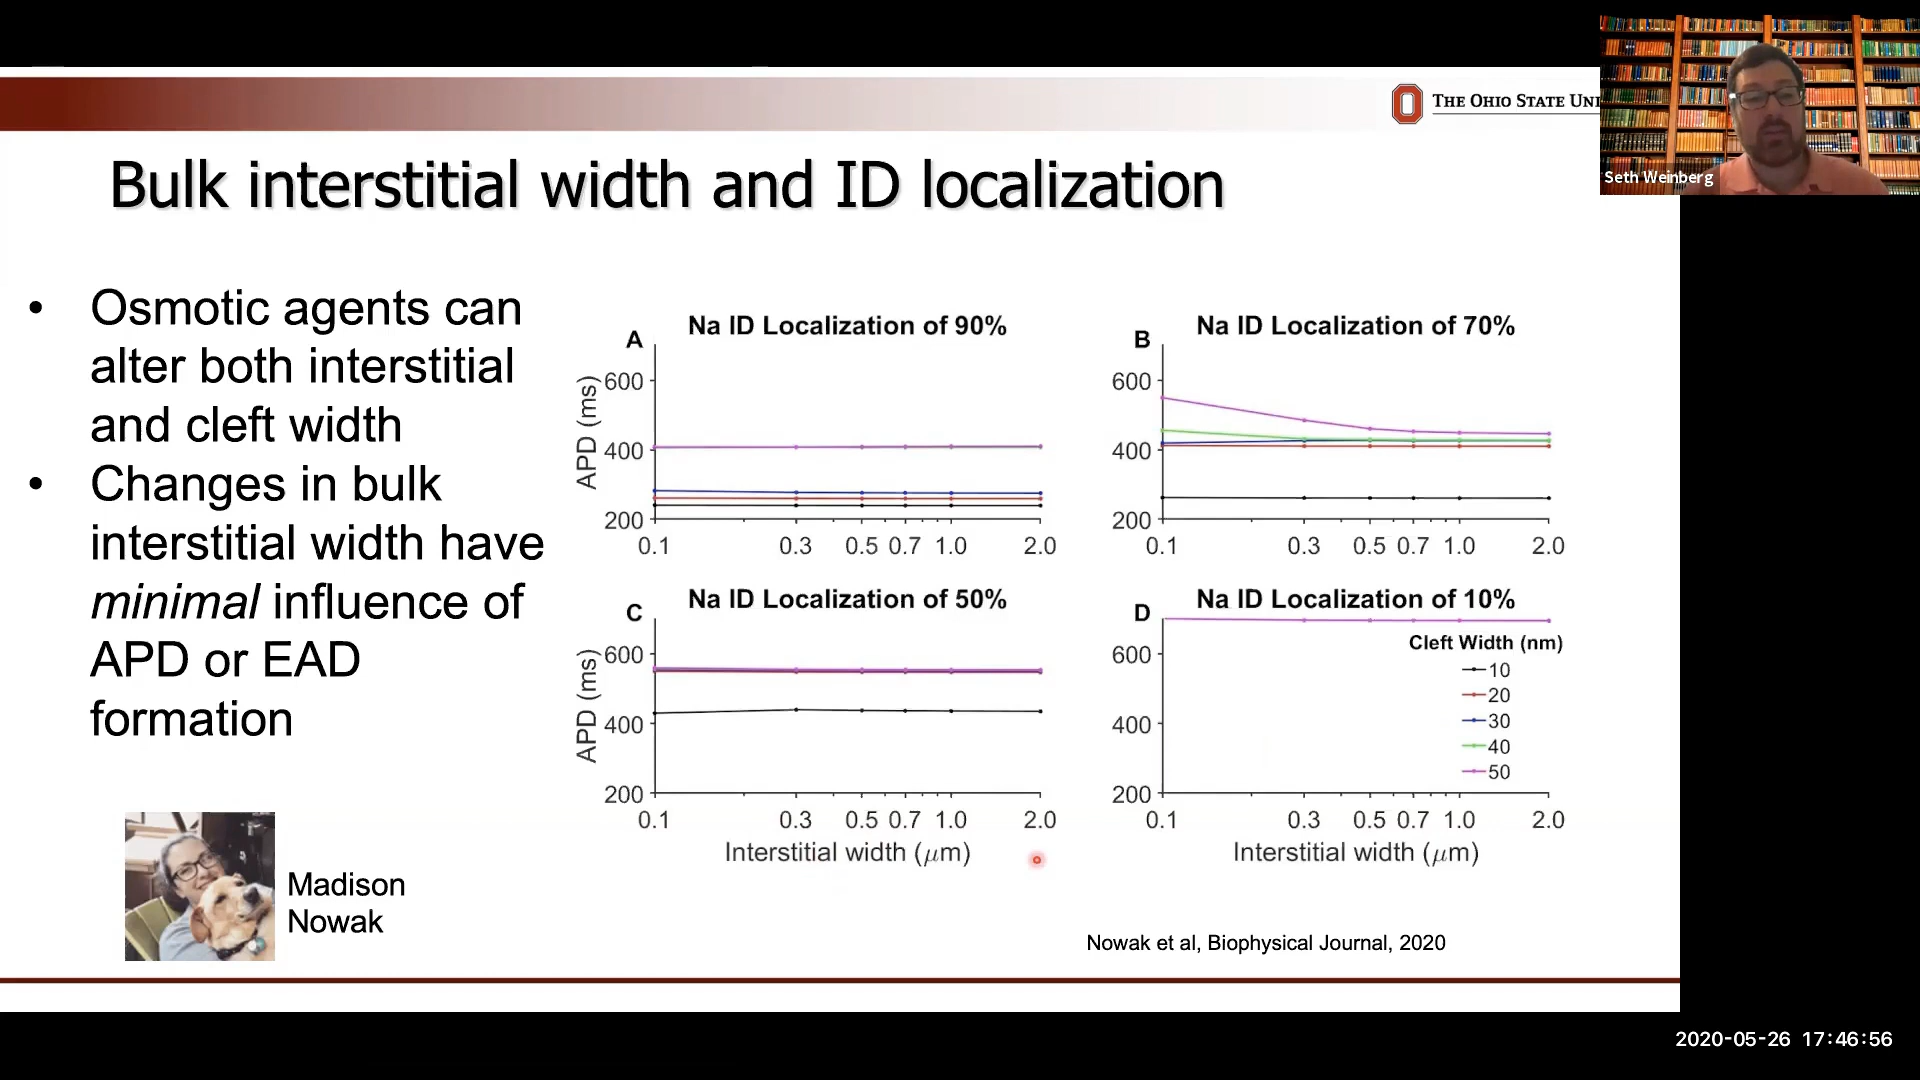 THE OHIO STATE UNI
Seth Weinberg
Bulk interstitial width and ID localization
• Osmotic agents can
alter both interstitial
and cleft width
• Changes in bulk
interstitial width have
minimal influence of
APD or EAD
formation
A
Na ID Localization of 90%
APD (ms)
600
400
200
0.1 0.3 0.5 0.7 1.0 2.0
B
Na ID Localization of 70%
600
400
200
0.1 0.3 0.5 0.7 1.0 2.0
C
Na ID Localization of 50%
APD (ms)
600
400
200
0.1 0.3 0.5 0.7 1.0 2.0
Interstitial width (μm)
D
Na ID Localization of 10%
600
400
200
Cleft Width (nm)
10
20
30
40
50
0.1 0.3 0.5 0.7 1.0 2.0
Interstitial width (μm)
Madison
Nowak
Nowak et al, Biophysical Journal, 2020
2020-05-26 17:46:56